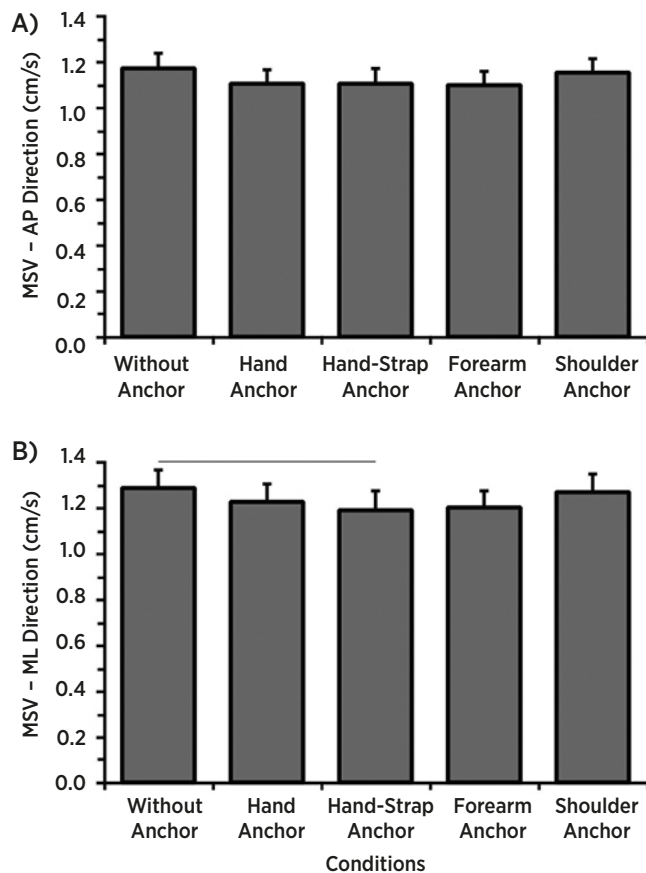 A)
MSV – AP Direction (cm/s)
1.4
1.2
1.0
0.8
0.6
0.4
0.2
0.0
Without Anchor
Hand Anchor
Hand-Strap Anchor
Forearm Anchor
Shoulder Anchor
B)
MSV – ML Direction (cm/s)
1.4
1.2
1.0
0.8
0.6
0.4
0.2
0.0
Without Anchor
Hand Anchor
Hand-Strap Anchor
Forearm Anchor
Shoulder Anchor
Conditions